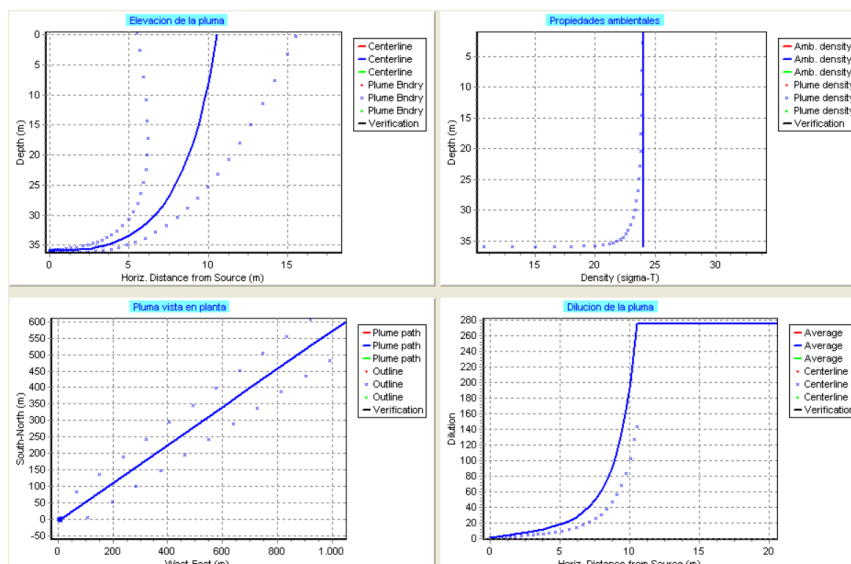 Elevacion de la pluma
0
5
10
15
20
25
30
35
0 5 10 15
Depth (m)
Horiz. Distance from Source (m)
Centerline
Centerline
Centerline
Plume Bndry
Plume Bndry
Plume Bndry
Verification
Propiedades ambientales
5
10
15
20
25
30
35
15 20 25 30
Depth (m)
Density (sigma-T)
Amb. density
Amb. density
Amb. density
Plume density
Plume density
Plume density
Verification
Pluma vista en planta
600
550
500
450
400
350
300
250
200
150
100
50
0
-50
0 200 400 600 800 1.000
South-North (m)
West-East (m)
Plume path
Plume path
Plume path
Outline
Outline
Outline
Verification
Dilucion de la pluma
280
260
240
220
200
180
160
140
120
100
80
60
40
20
0
0 5 10 15 20
Dilution
Horiz. Distance from Source (m)
Average
Average
Average
Centerline
Centerline
Centerline
Verification